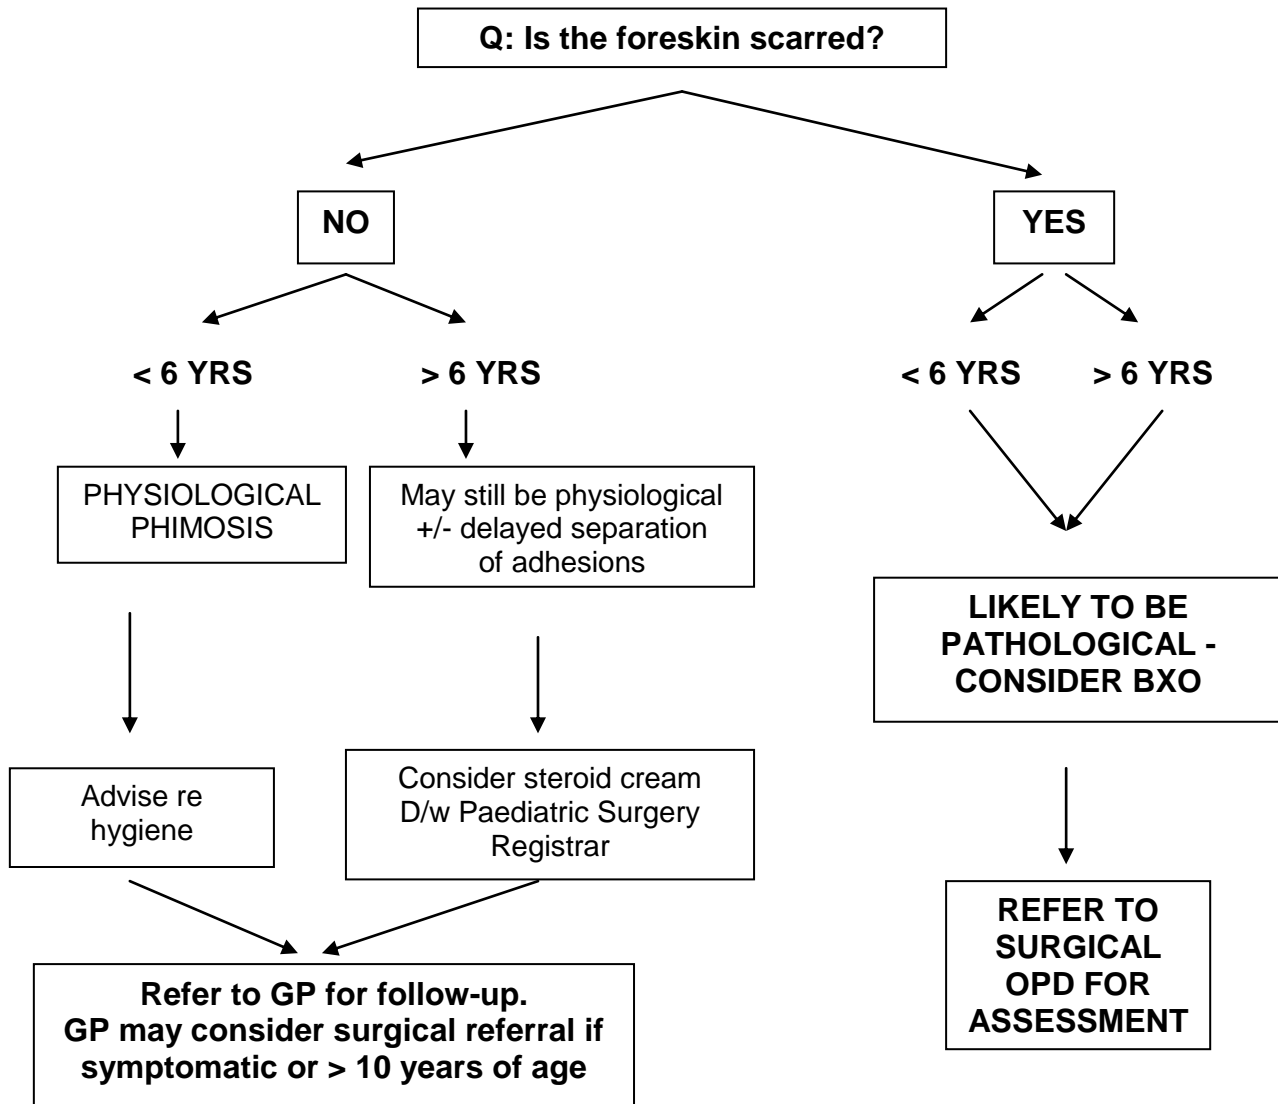 Q: Is the foreskin scarred?
NO
YES
< 6 YRS
> 6 YRS
< 6 YRS
> 6 YRS
PHYSIOLOGICAL
PHIMOSIS
May still be physiological
+/- delayed separation
of adhesions
LIKELY TO BE
PATHOLOGICAL -
CONSIDER BXO
Advise re
hygiene
Consider steroid cream
D/w Paediatric Surgery
Registrar
REFER TO
SURGICAL
OPD FOR
ASSESSMENT
Refer to GP for follow-up.
GP may consider surgical referral if
symptomatic or > 10 years of age